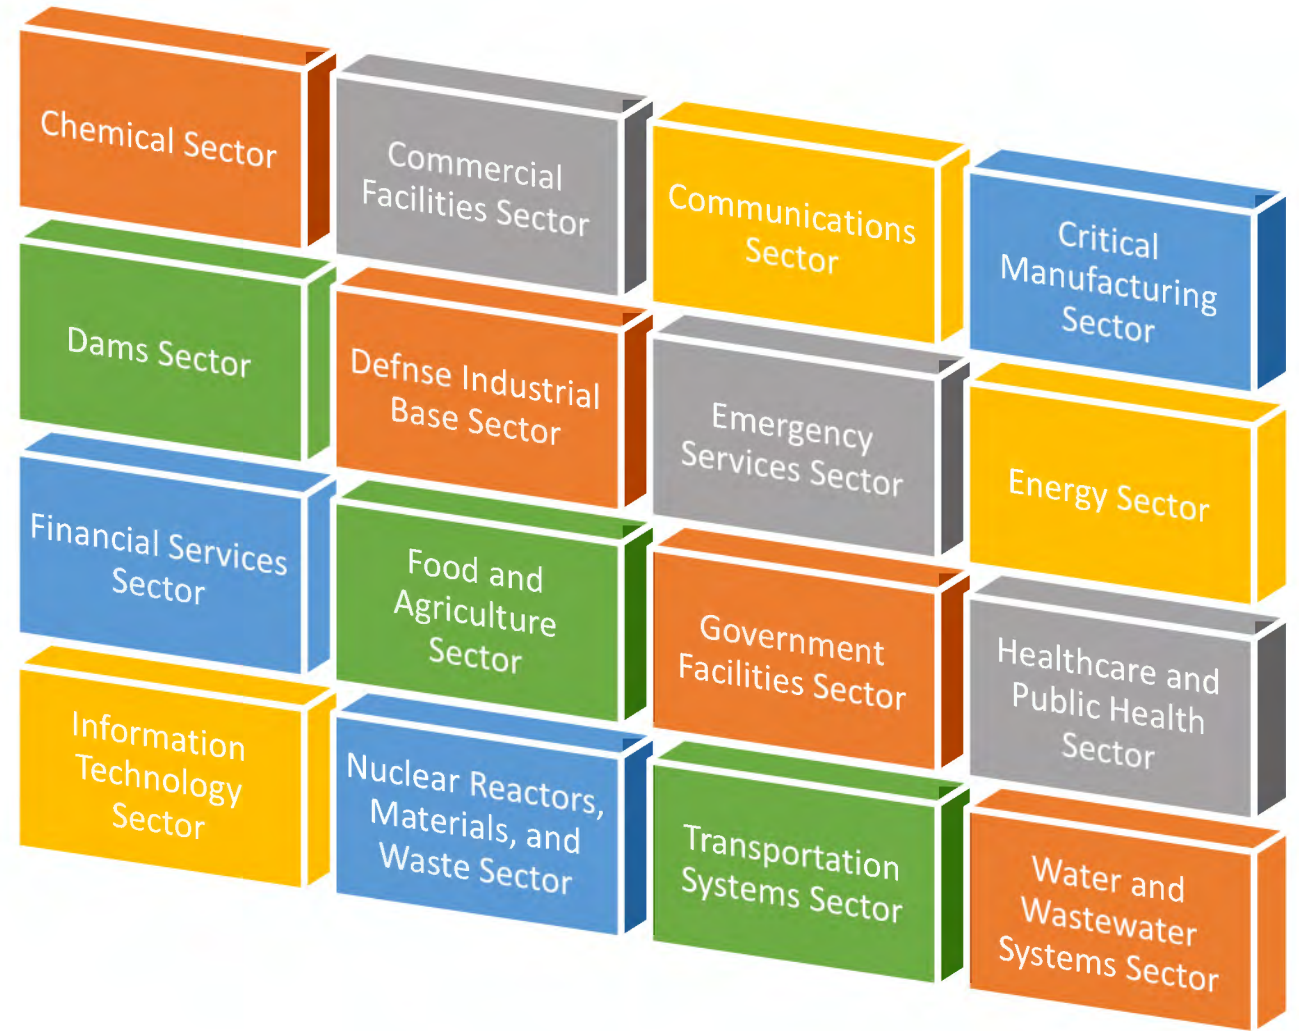 Chemical Sector
Commercial
Facilities Sector
Communications
Sector
Critical
Manufacturing
Sector
Dams Sector
Defnse Industrial
Base Sector
Emergency
Services Sector
Energy Sector
Financial Services
Sector
Food and
Agriculture
Sector
Government
Facilities Sector
Healthcare and
Public Health
Sector
Information
Technology
Sector
Nuclear Reactors,
Materials, and
Waste Sector
Transportation
Systems Sector
Water and
Wastewater
Systems Sector